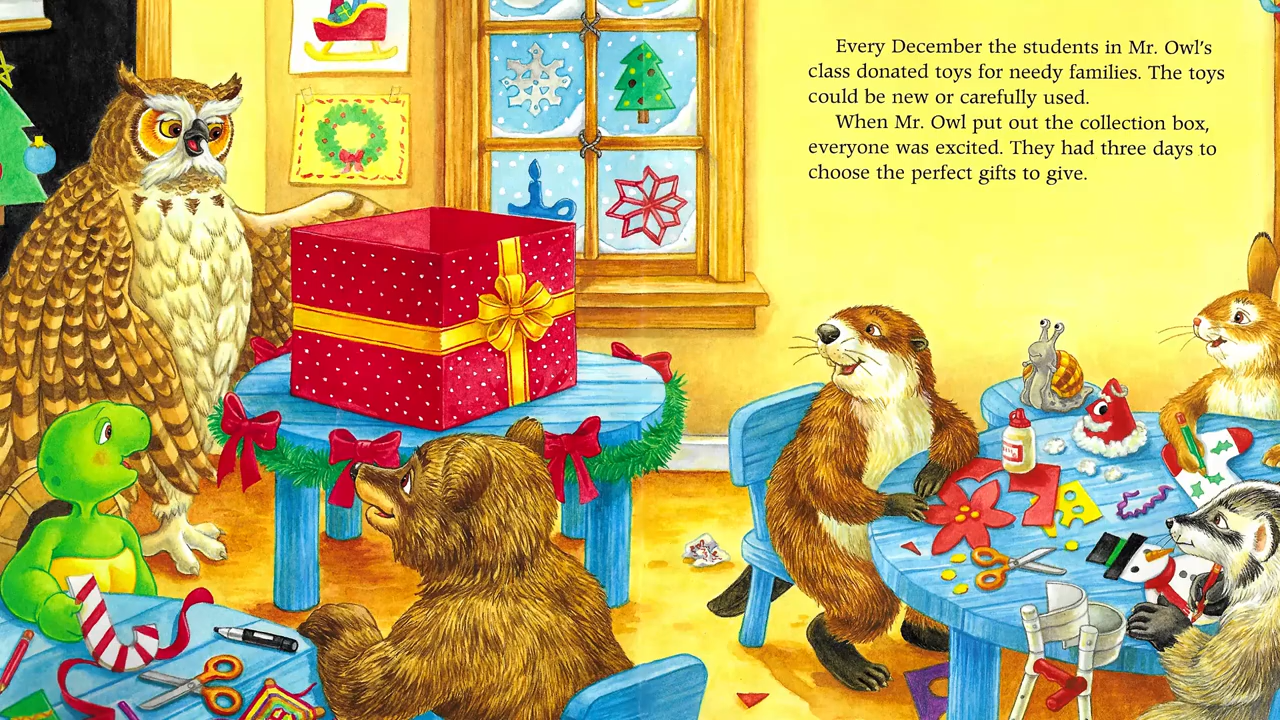 Every December the students in Mr. Owl's
class donated toys for needy families. The toys
could be new or carefully used.
When Mr. Owl put out the collection box,
everyone was excited. They had three days to
choose the perfect gifts to give.